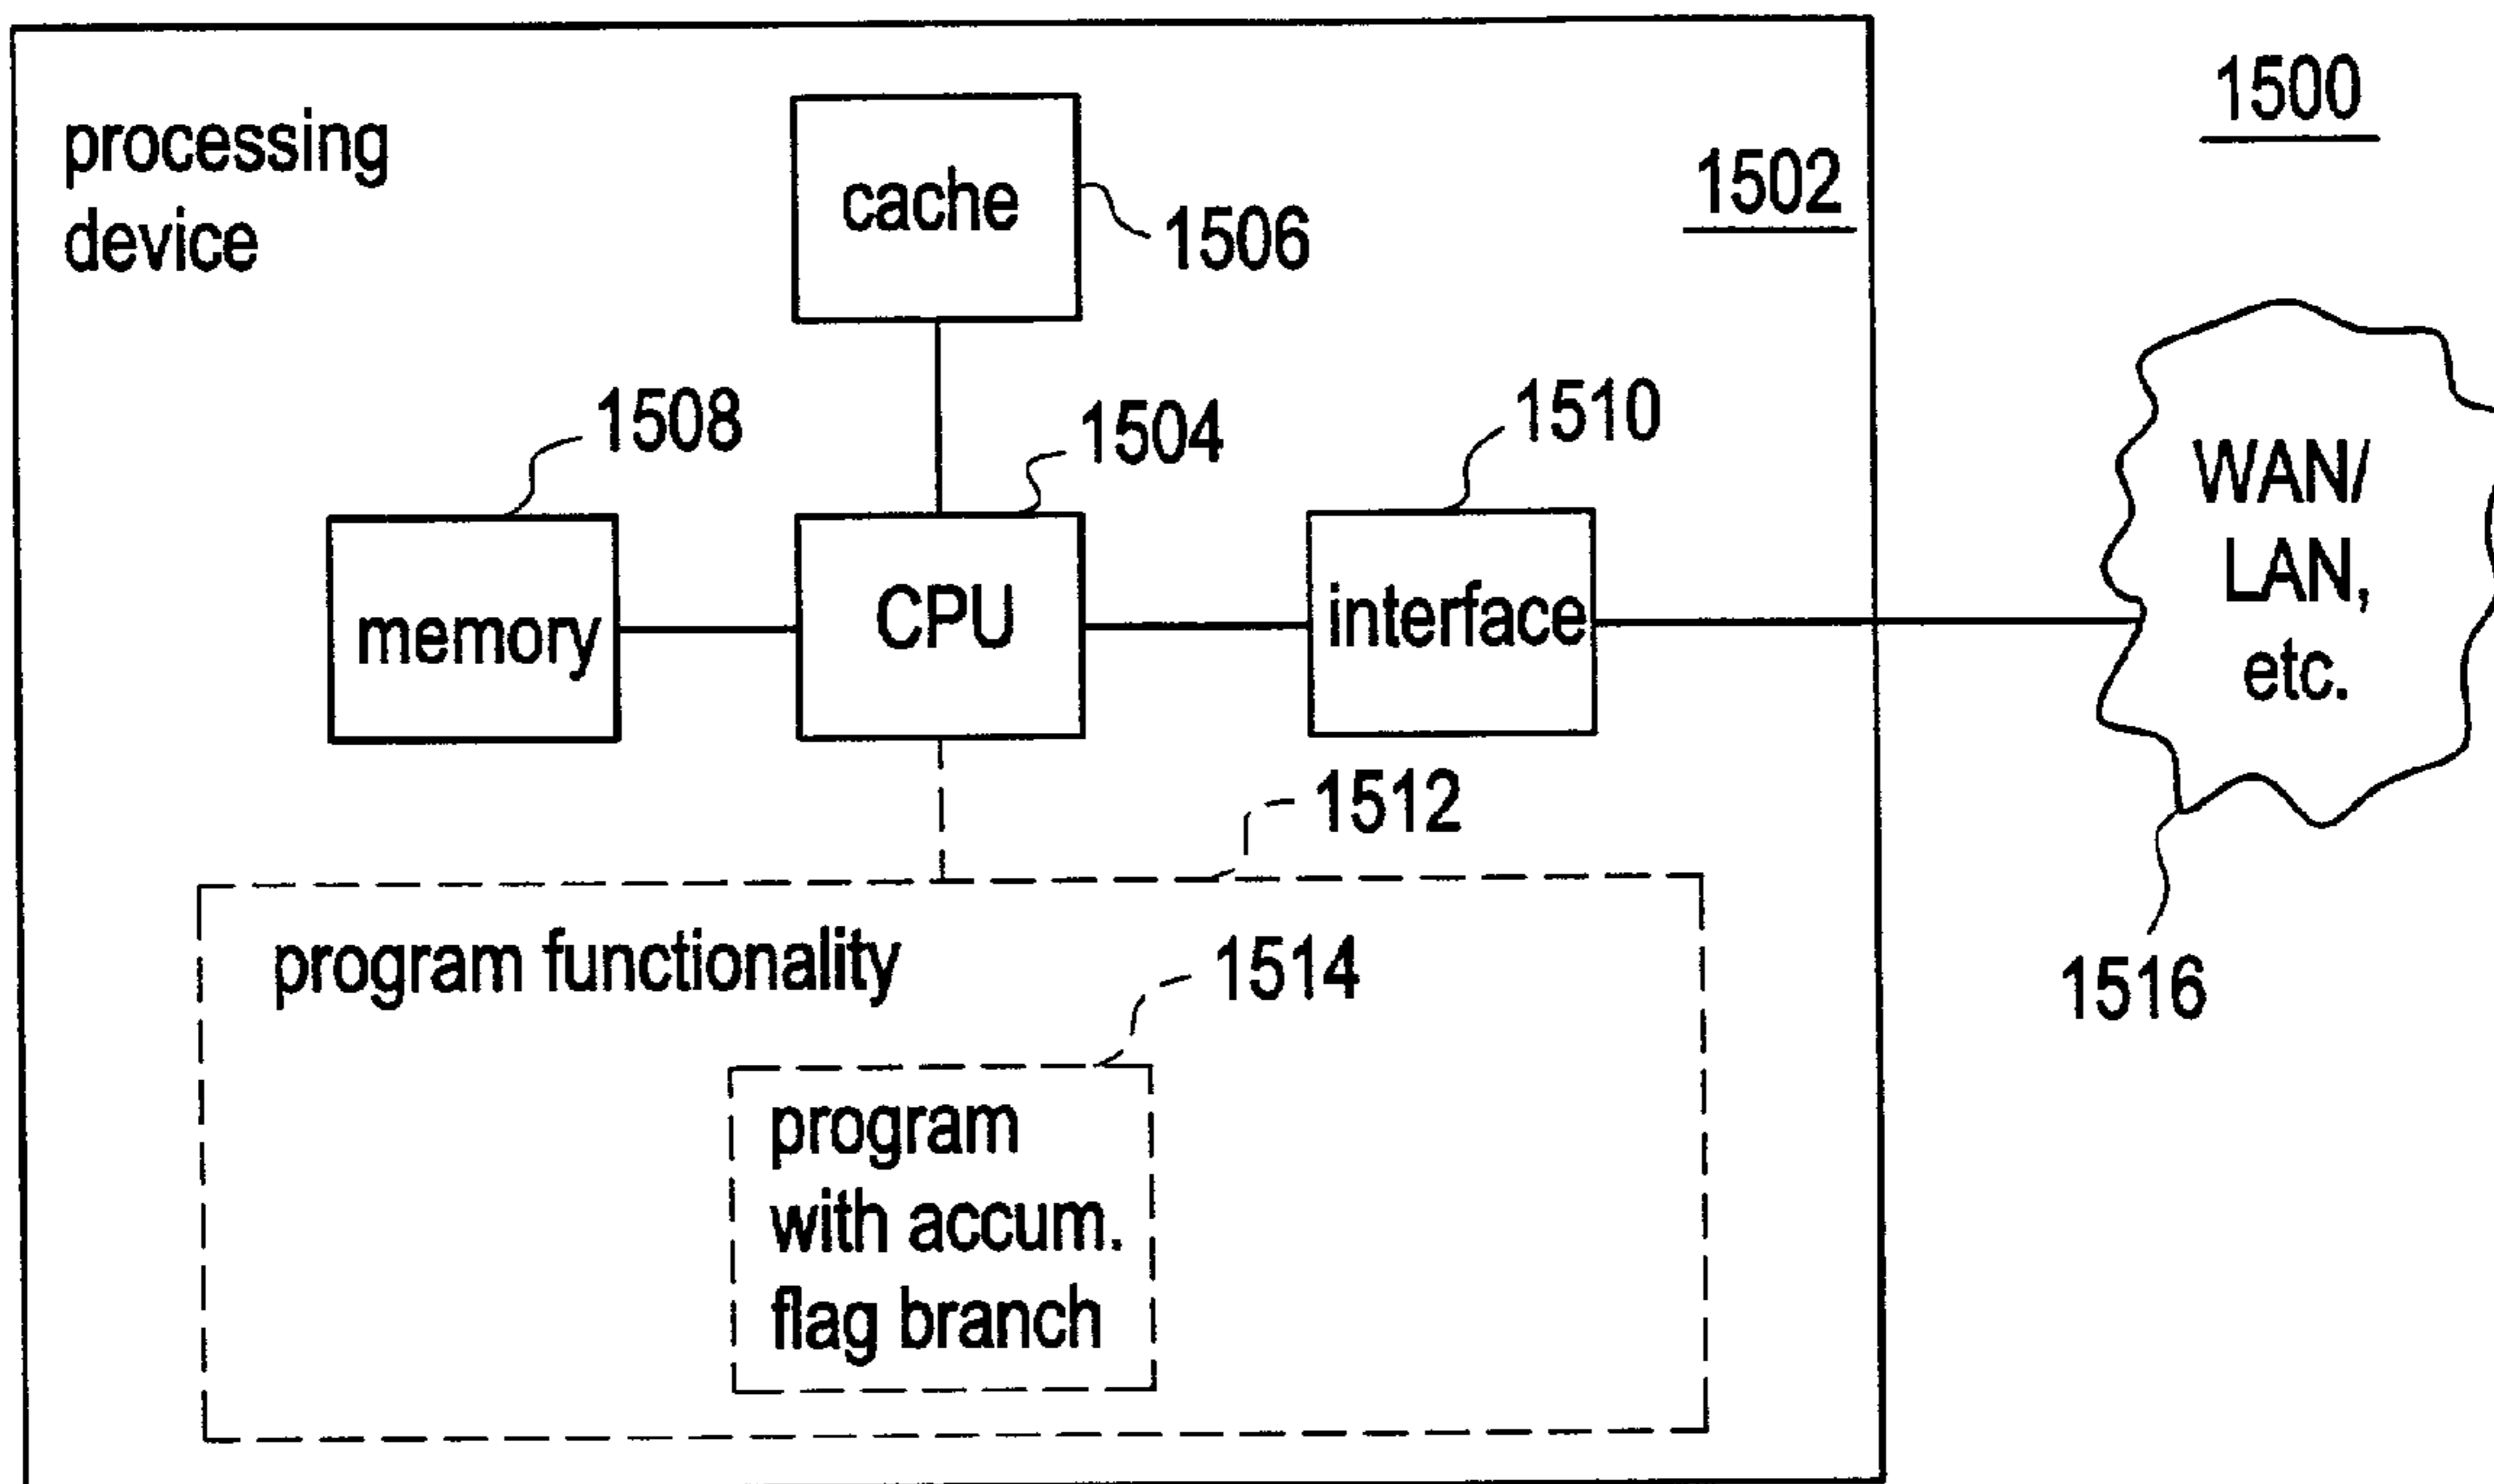 1500
processing
device
1502
cache
1506
1508
1504
1510
memory
CPU
interface
WAN/
LAN,
etc.
1512
program functionality
1514
1516
program
with accum.
flag branch